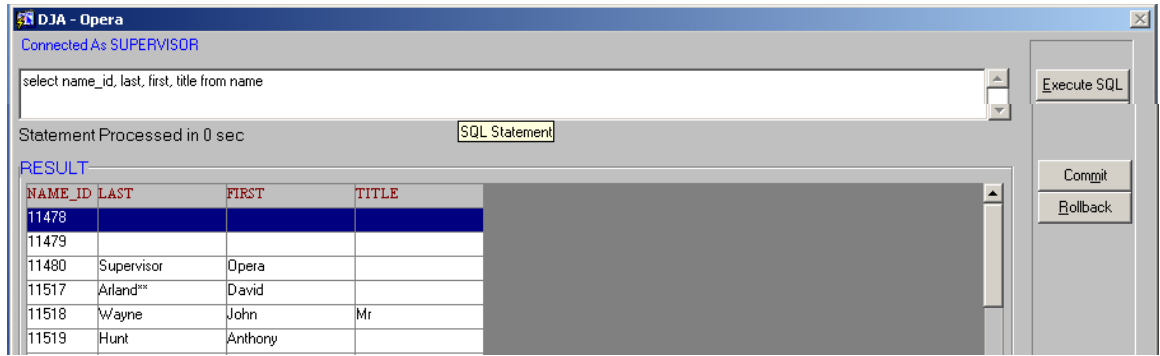 DJA - Opera
Connected As SUPERVISOR
select name_id, last, first, title from name
Execute SQL
Statement Processed in 0 sec
SQL Statement
RESULT
Commit
Rollback
NAME_ID LAST FIRST TITLE
11478
11479
11480 Supervisor Opera
11517 Arland** David
11518 Wayne John Mr
11519 Hunt Anthony